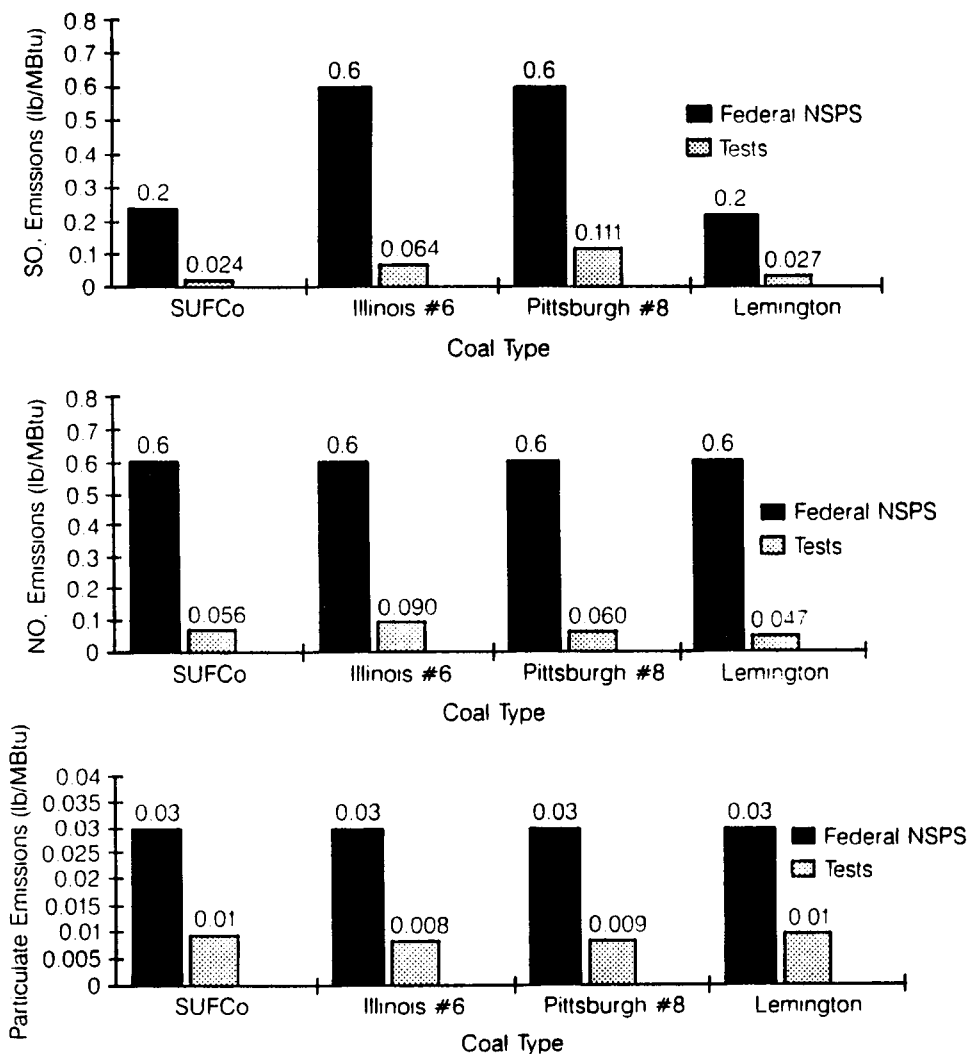 SO, Emissions (lb/MBtu)
0.8
0.7
0.6
0.5
0.4
0.3
0.2
0.1
0
0.2
0.024
0.6
0.064
0.6
0.111
0.2
0.027
Federal NSPS
Tests
SUFCo
Illinois #6
Pittsburgh #8
Lemington
Coal Type
NO, Emissions (lb/MBtu)
0.8
0.7
0.6
0.5
0.4
0.3
0.2
0.1
0
0.6
0.056
0.6
0.090
0.6
0.060
0.6
0.047
Federal NSPS
Tests
SUFCo
Illinois #6
Pittsburgh #8
Lemington
Coal Type
Particulate Emissions (lb/MBtu)
0.04
0.035
0.03
0.025
0.02
0.015
0.01
0.005
0
0.03
0.01
0.03
0.008
0.03
0.009
0.03
0.01
Federal NSPS
Tests
SUFCo
Illinois #6
Pittsburgh #8
Lemington
Coal Type